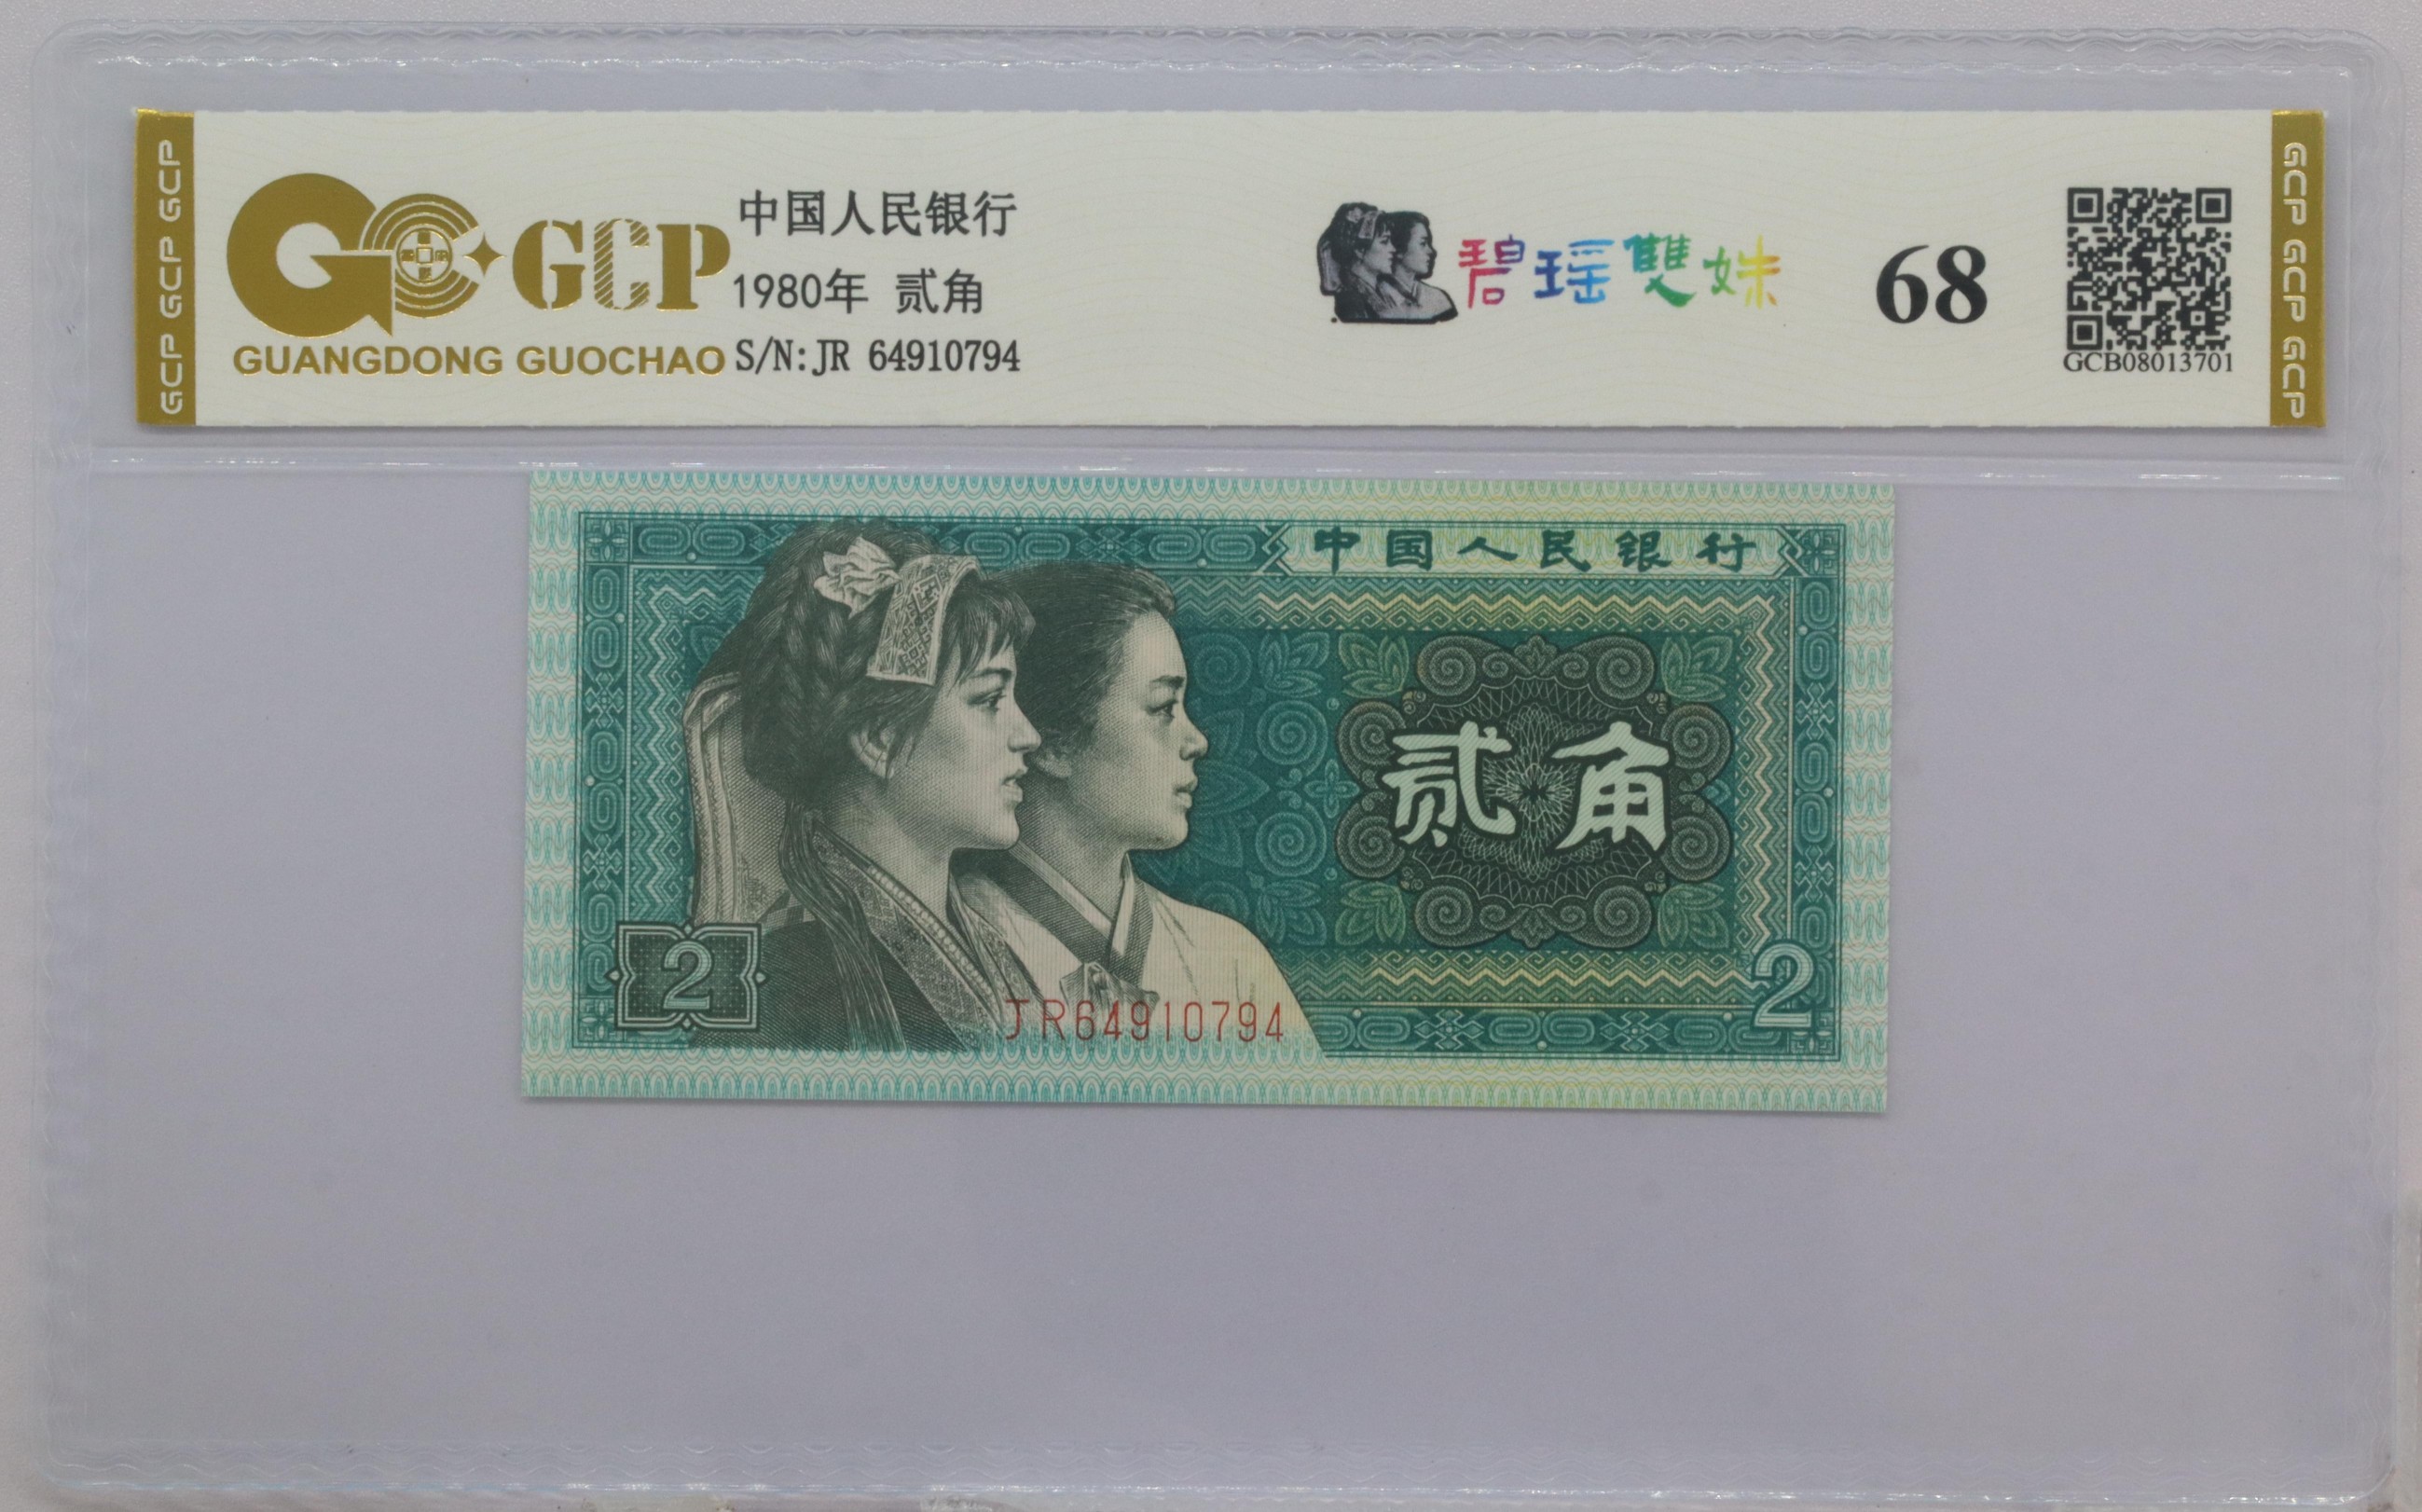 GCP GCP GCP
GCP
GUANGDONG GUOCHAO
中国人民银行
1980年 贰角
S/N:JR 64910794
碧瑶雙姝
68
GCB08013701
GCP GCP GCP
中国人民银行
贰角
2
JR64910794
2